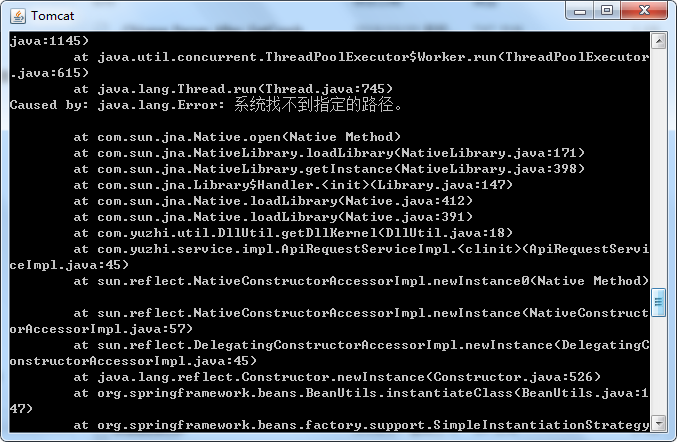 Tomcat
java:1145)
at java.util.concurrent.ThreadPoolExecutor$Worker.run(ThreadPoolExecutor
.java:615)
at java.lang.Thread.run(Thread.java:745)
Caused by: java.lang.Error: 系统找不到指定的路径。
at com.sun.jna.Native.open(Native Method)
at com.sun.jna.NativeLibrary.loadLibrary(NativeLibrary.java:171)
at com.sun.jna.NativeLibrary.getInstance(NativeLibrary.java:398)
at com.sun.jna.Library$Handler.<init>(Library.java:147)
at com.sun.jna.Native.loadLibrary(Native.java:412)
at com.sun.jna.Native.loadLibrary(Native.java:391)
at com.yuzhi.util.DllUtil.getDllKernel(DllUtil.java:18)
at com.yuzhi.service.impl.ApiRequestServiceImpl.<clinit>(ApiRequestServi
ceImpl.java:45)
at sun.reflect.NativeConstructorAccessorImpl.newInstance0(Native Method)
at sun.reflect.NativeConstructorAccessorImpl.newInstance(NativeConstruct
orAccessorImpl.java:57)
at sun.reflect.DelegatingConstructorAccessorImpl.newInstance(DelegatingC
onstructorAccessorImpl.java:45)
at java.lang.reflect.Constructor.newInstance(Constructor.java:526)
at org.springframework.beans.BeanUtils.instantiateClass(BeanUtils.java:1
47)
at org.springframework.beans.factory.support.SimpleInstantiationStrategy